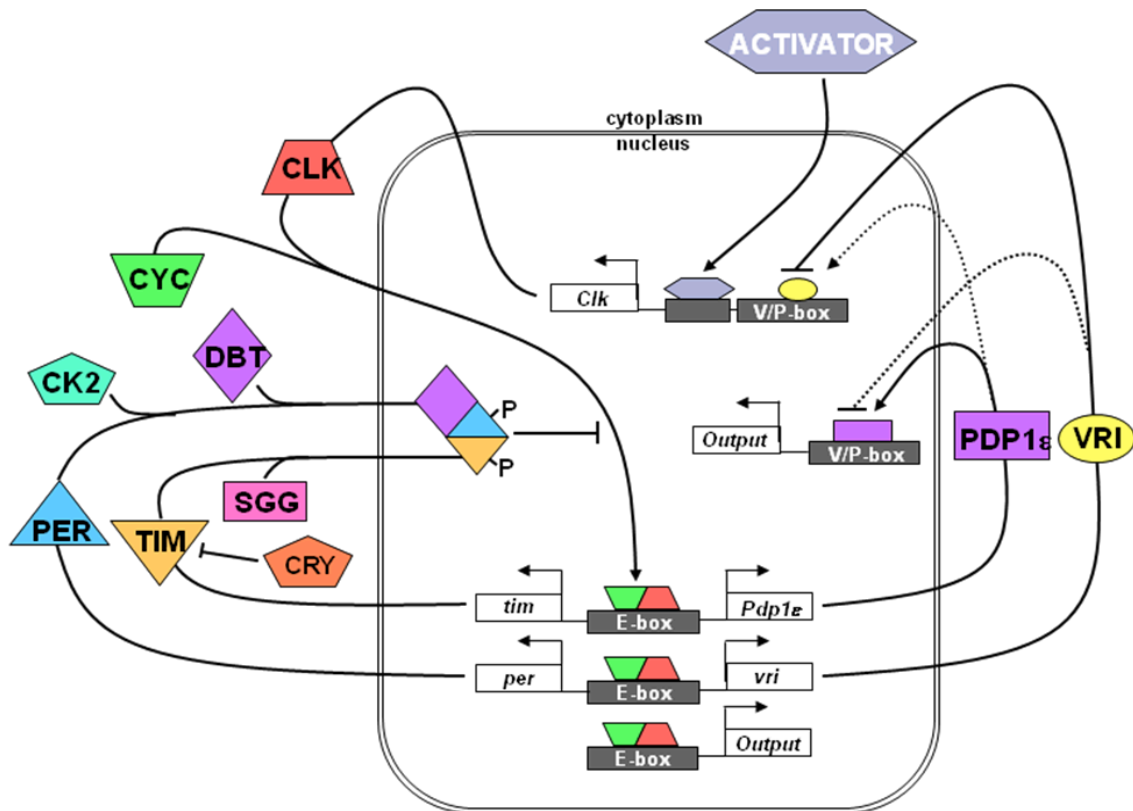 ACTIVATOR
cytoplasm
nucleus
CLK
CYC
Clk
V/P-box
DBT
CK2
P
Output
V/P-box
PDP1ε
VRI
P
SGG
PER
TIM
CRY
tim
E-box
Pdp1ε
per
E-box
vri
E-box
Output